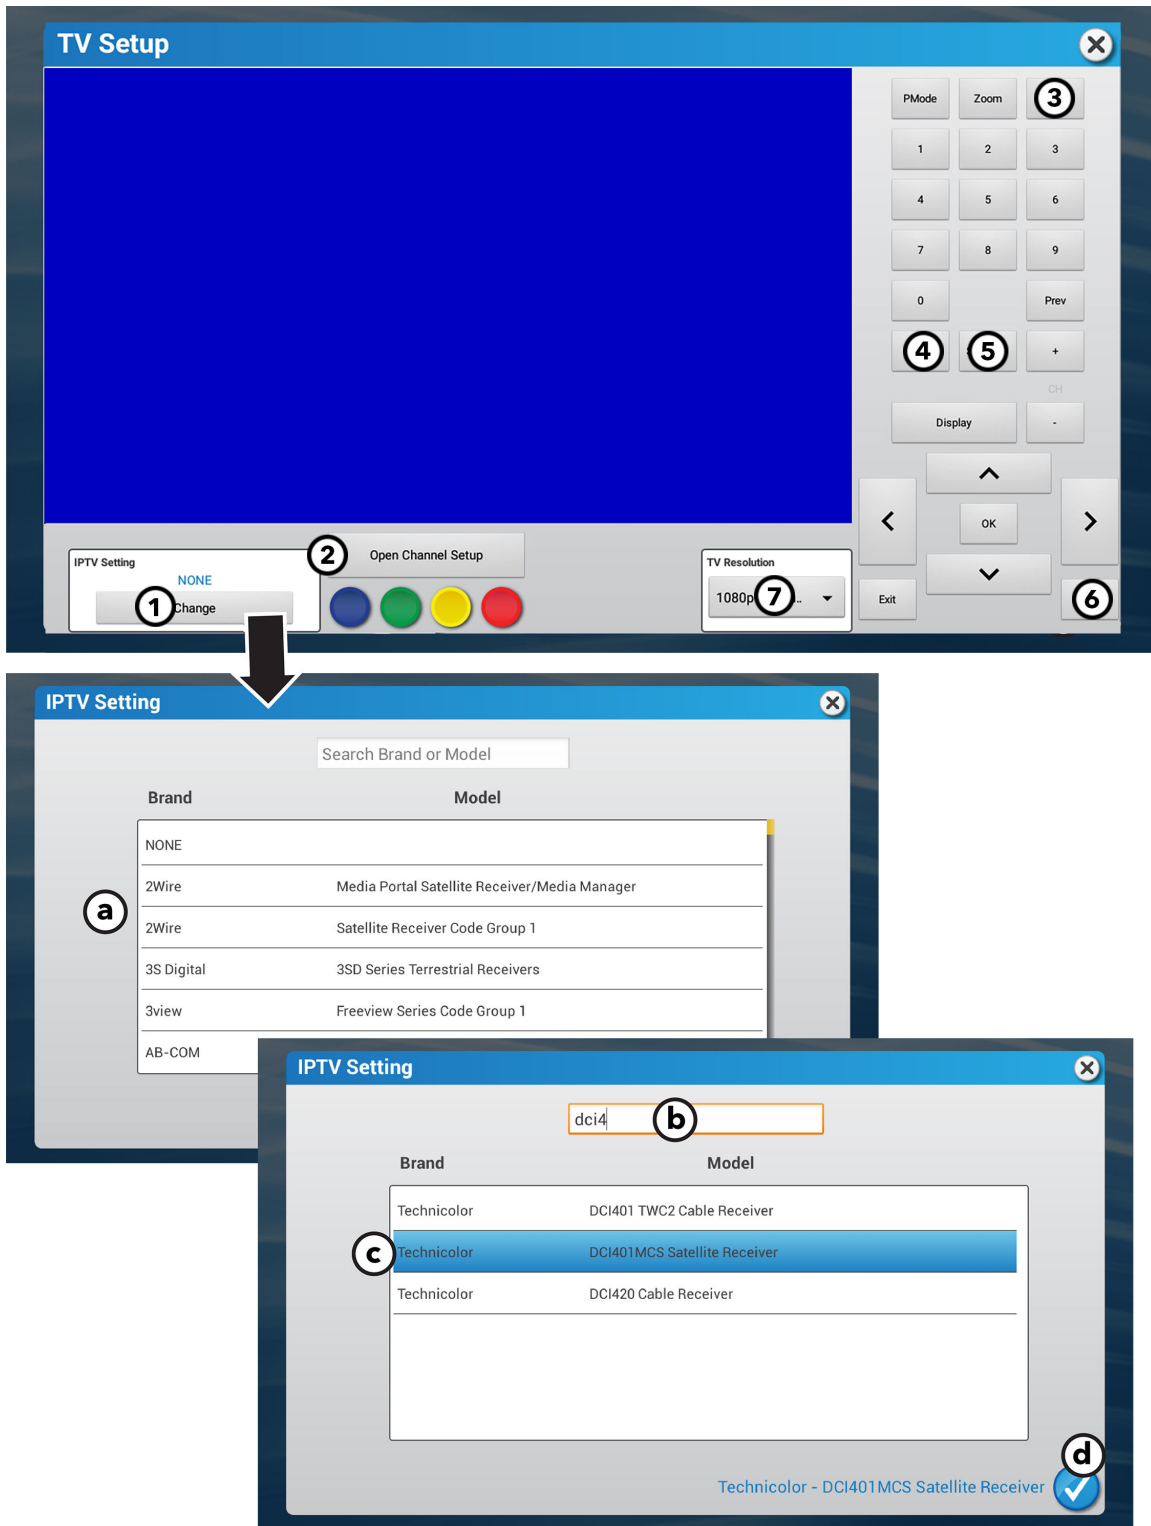 TV Setup
PMode Zoom 3
1 2 3
4 5 6
7 8 9
0 Prev
4 5 +
CH
Display -
OK
Exit 6
IPTV Setting
NONE
1 Change
2 Open Channel Setup
TV Resolution
1080p 7 ..
IPTV Setting
Search Brand or Model
Brand Model
NONE
a
2Wire Media Portal Satellite Receiver/Media Manager
2Wire Satellite Receiver Code Group 1
3S Digital 3SD Series Terrestrial Receivers
3view Freeview Series Code Group 1
AB-COM
IPTV Setting
dci4 b
Brand Model
Technicolor DCI401 TWC2 Cable Receiver
c Technicolor DCI401MCS Satellite Receiver
Technicolor DCI420 Cable Receiver
d
Technicolor - DCI401MCS Satellite Receiver